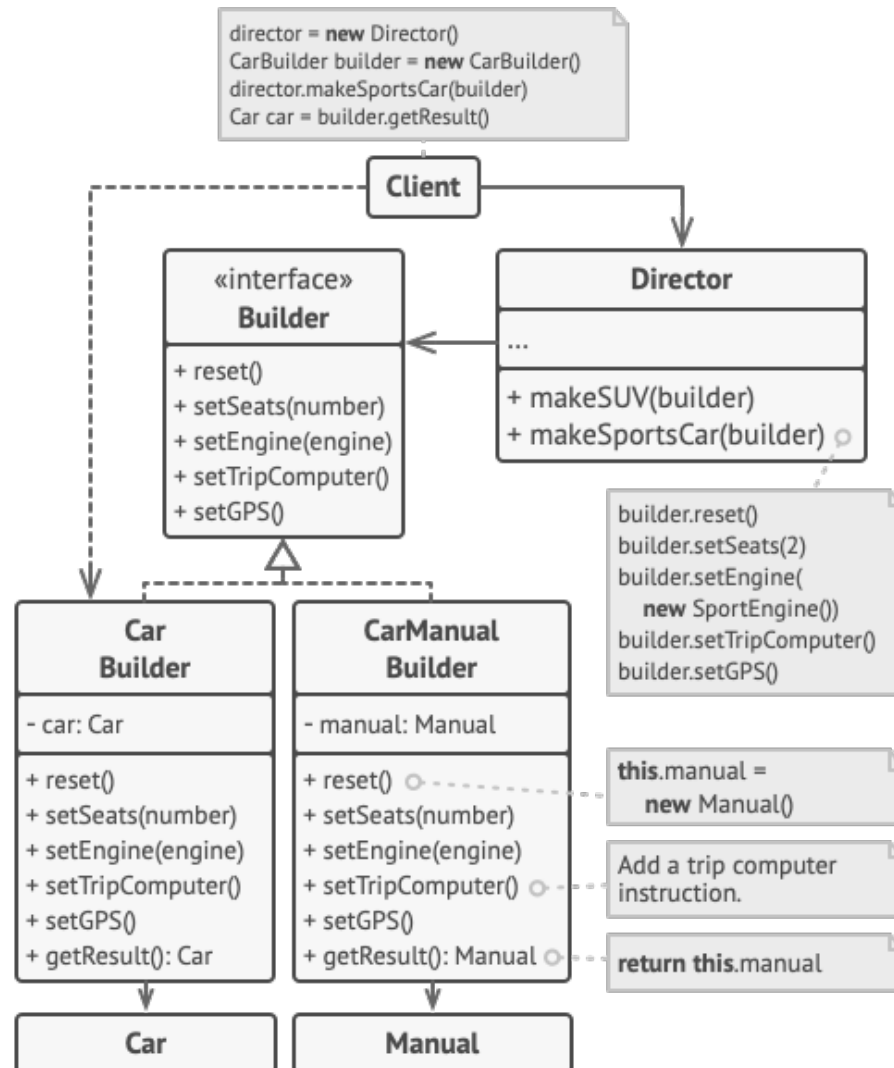 director = new Director()
CarBuilder builder = new CarBuilder()
director.makeSportsCar(builder)
Car car = builder.getResult()
Client
«interface»
Builder
+ reset()
+ setSeats(number)
+ setEngine(engine)
+ setTripComputer()
+ setGPS()
Director
...
+ makeSUV(builder)
+ makeSportsCar(builder)
builder.reset()
builder.setSeats(2)
builder.setEngine(
new SportEngine())
builder.setTripComputer()
builder.setGPS()
Car
Builder
- car: Car
+ reset()
+ setSeats(number)
+ setEngine(engine)
+ setTripComputer()
+ setGPS()
+ getResult(): Car
CarManual
Builder
- manual: Manual
+ reset()
+ setSeats(number)
+ setEngine(engine)
+ setTripComputer()
+ setGPS()
+ getResult(): Manual
this.manual =
new Manual()
Add a trip computer
instruction.
return this.manual
Car
Manual